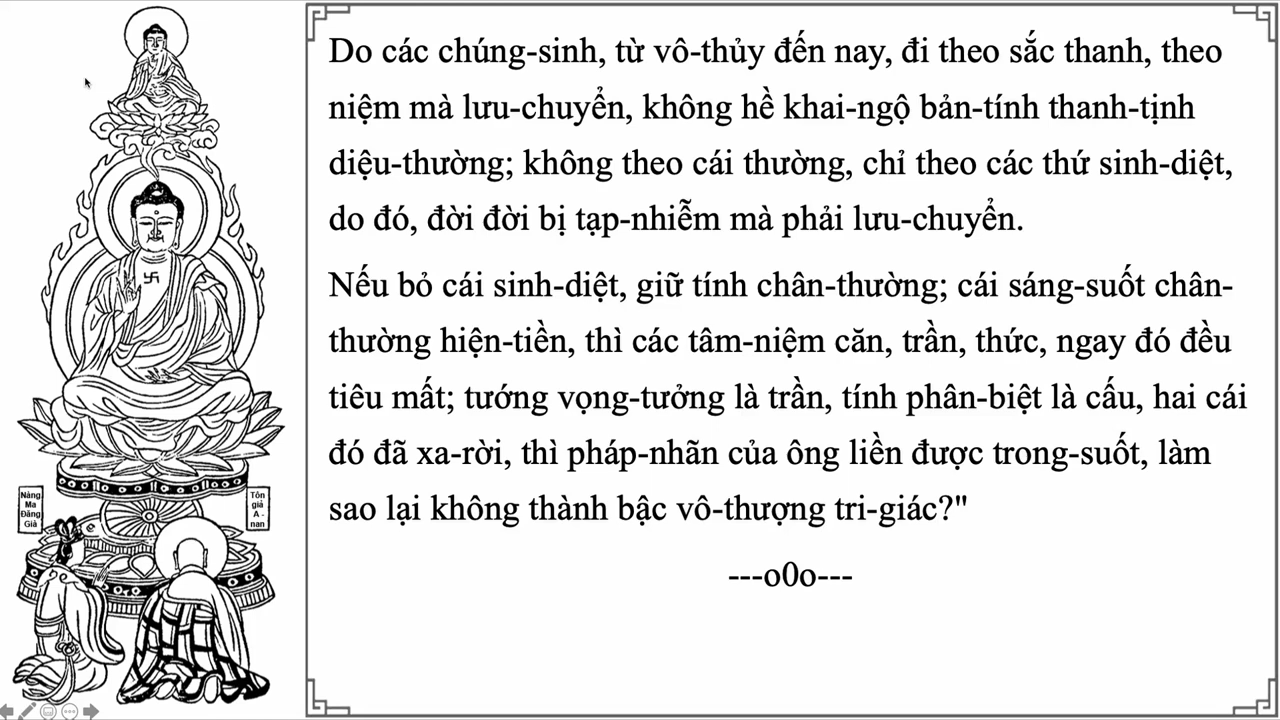 Do các chúng-sinh, từ vô-thủy đến nay, đi theo sắc thanh, theo
niệm mà lưu-chuyển, không hề khai-ngộ bản-tính thanh-tịnh
diệu-thường; không theo cái thường, chỉ theo các thứ sinh-diệt,
do đó, đời đời bị tạp-nhiễm mà phải lưu-chuyển.
Nếu bỏ cái sinh-diệt, giữ tính chân-thường; cái sáng-suốt chân-
thường hiện-tiền, thì các tâm-niệm căn, trần, thức, ngay đó đều
tiêu mất; tướng vọng-tưởng là trần, tính phân-biệt là cấu, hai cái
đó đã xa-rời, thì pháp-nhãn của ông liền được trong-suốt, làm
sao lại không thành bậc vô-thượng tri-giác?"
---o0o---
Nàng
Ma
Đăng
Già
Tôn
giả
A -
nan